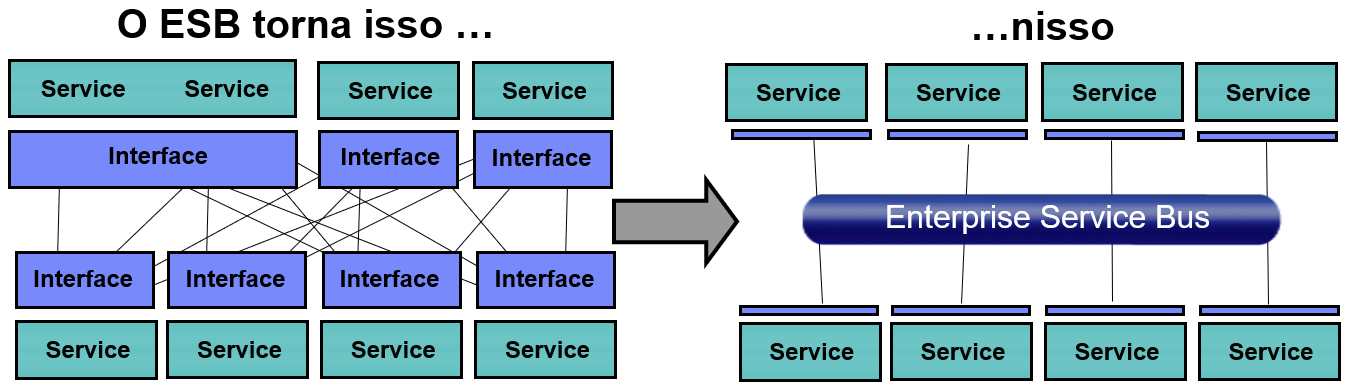 O ESB torna isso …
…nisso
Service Service Service Service
Interface Interface Interface
Interface Interface Interface Interface
Service Service Service Service
Service Service Service Service
Enterprise Service Bus
Service Service Service Service